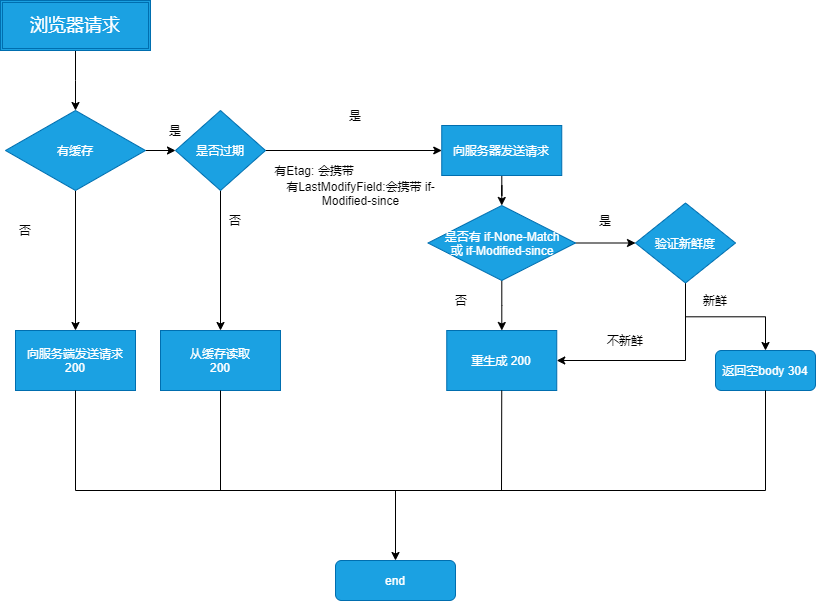 浏览器请求
有缓存
是
是否过期
是
向服务器发送请求
有Etag: 会携带
有LastModifyField:会携带 if-
Modified-since
否
否
是否有 if-None-Match
或 if-Modified-since
是
验证新鲜度
否
新鲜
不新鲜
向服务端发送请求
200
从缓存读取
200
重生成 200
返回空body 304
end